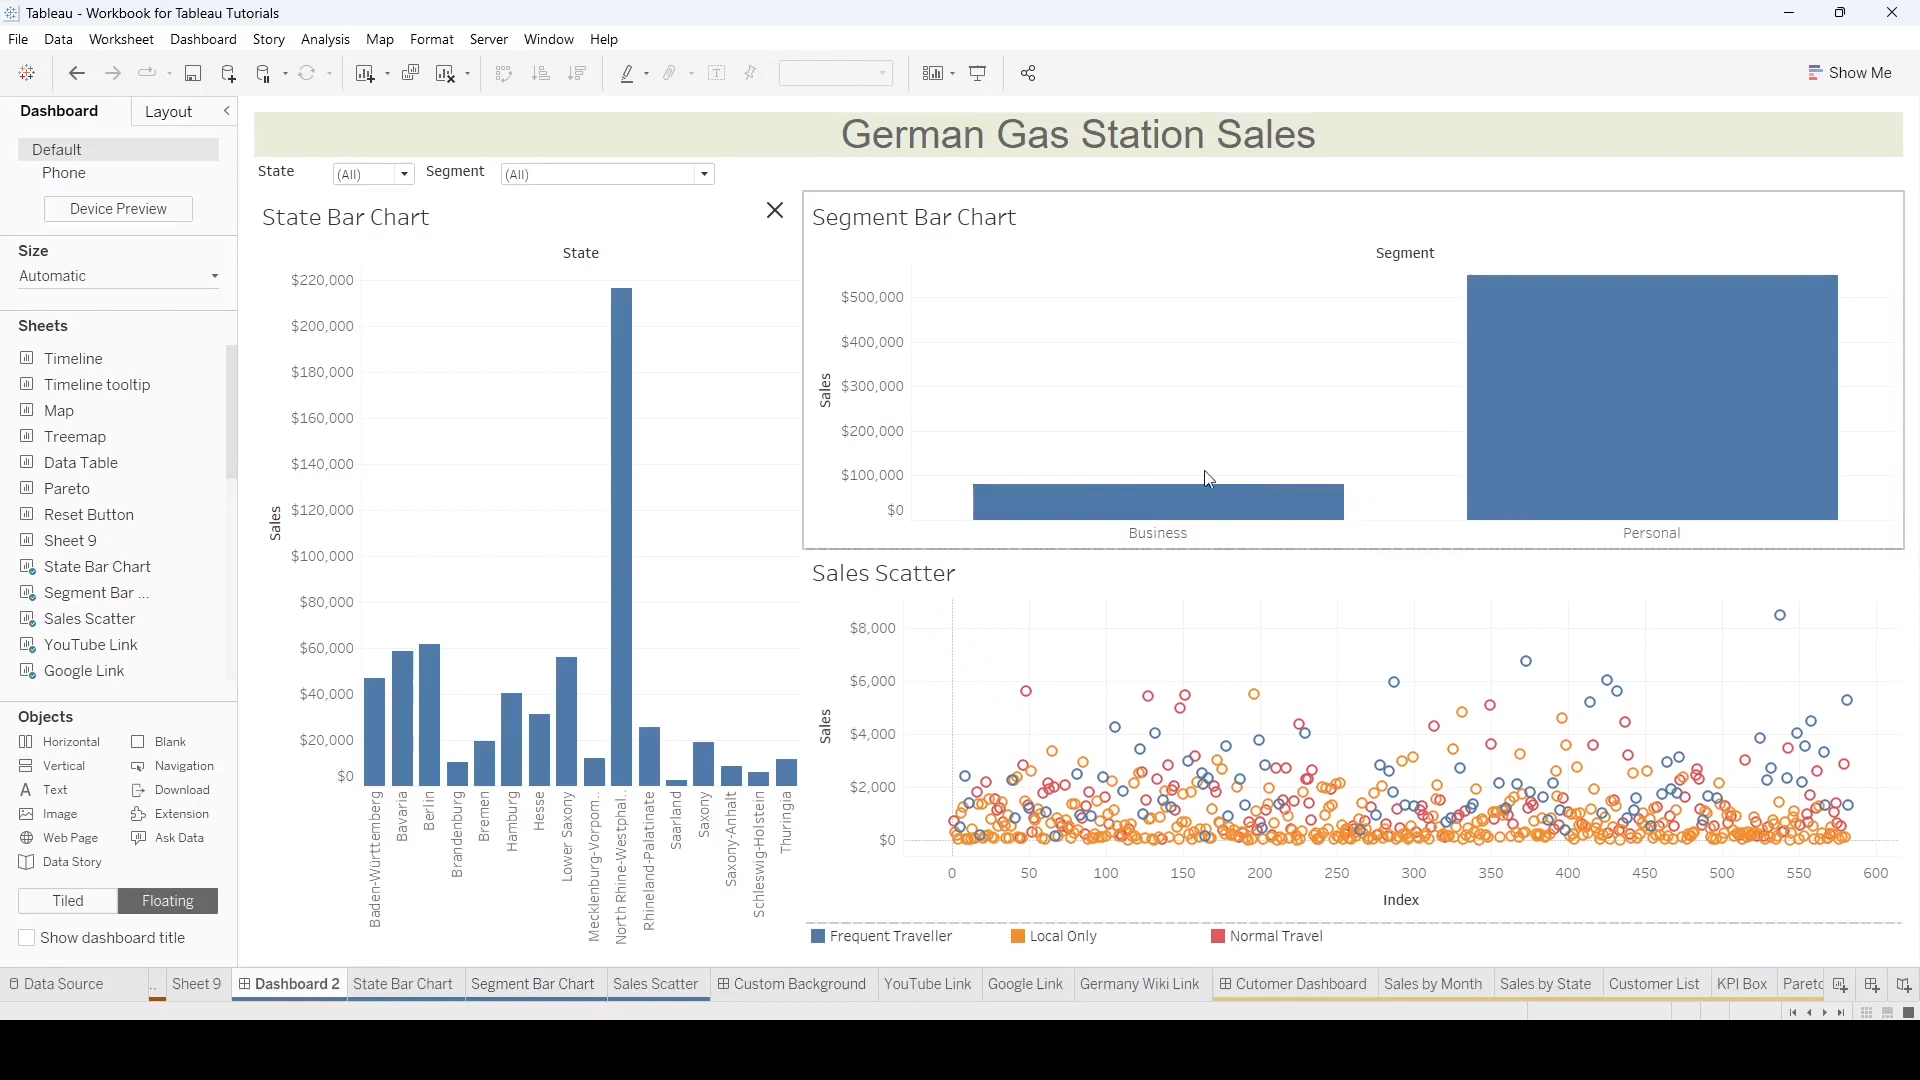 Tableau - Workbook for Tableau Tutorials
File Data Worksheet Dashboard Story Analysis Map Format Server Window Help
Show Me
Dashboard Layout
Default
Phone
Device Preview
Size
Automatic
Sheets
Timeline
Timeline tooltip
Map
Treemap
Data Table
Pareto
Reset Button
Sheet 9
State Bar Chart
Segment Bar ...
Sales Scatter
YouTube Link
Google Link
Objects
Horizontal Blank
Vertical Navigation
Text Download
Image Extension
Web Page Ask Data
Data Story
Tiled Floating
Show dashboard title
German Gas Station Sales
State (All) Segment (All)
State Bar Chart
State
$220,000
$200,000
$180,000
$160,000
$140,000
$120,000
$100,000
$80,000
$60,000
$40,000
$20,000
$0
Sales
Baden-Württemberg
Bavaria
Berlin
Brandenburg
Bremen
Hamburg
Hesse
Lower Saxony
Mecklenburg-Vorpom..
North Rhine-Westphal..
Rhineland-Palatinate
Saarland
Saxony
Saxony-Anhalt
Schleswig-Holstein
Thuringia
Segment Bar Chart
Segment
$500,000
$400,000
$300,000
$200,000
$100,000
$0
Sales
Business Personal
Sales Scatter
$8,000
$6,000
$4,000
$2,000
$0
Sales
0 50 100 150 200 250 300 350 400 450 500 550 600
Index
Frequent Traveller Local Only Normal Travel
Data Source .. Sheet 9 Dashboard 2 State Bar Chart Segment Bar Chart Sales Scatter Custom Background YouTube Link Google Link Germany Wiki Link Cutomer Dashboard Sales by Month Sales by State Customer List KPI Box Paretc